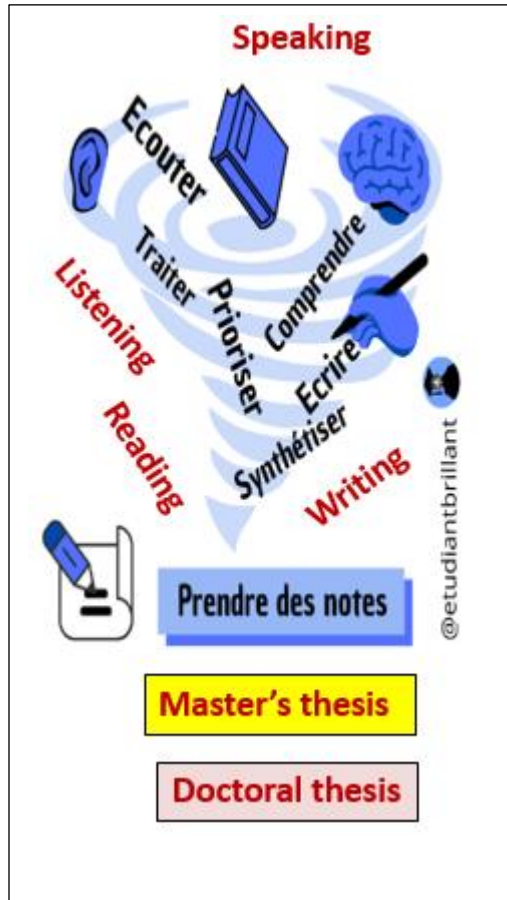 Speaking
Ecouter
Traiter
Prioriser
Comprendre
Ecrire
Synthétiser
Listening
Reading
Writing
@etudiantbrillant
Prendre des notes
Master's thesis
Doctoral thesis